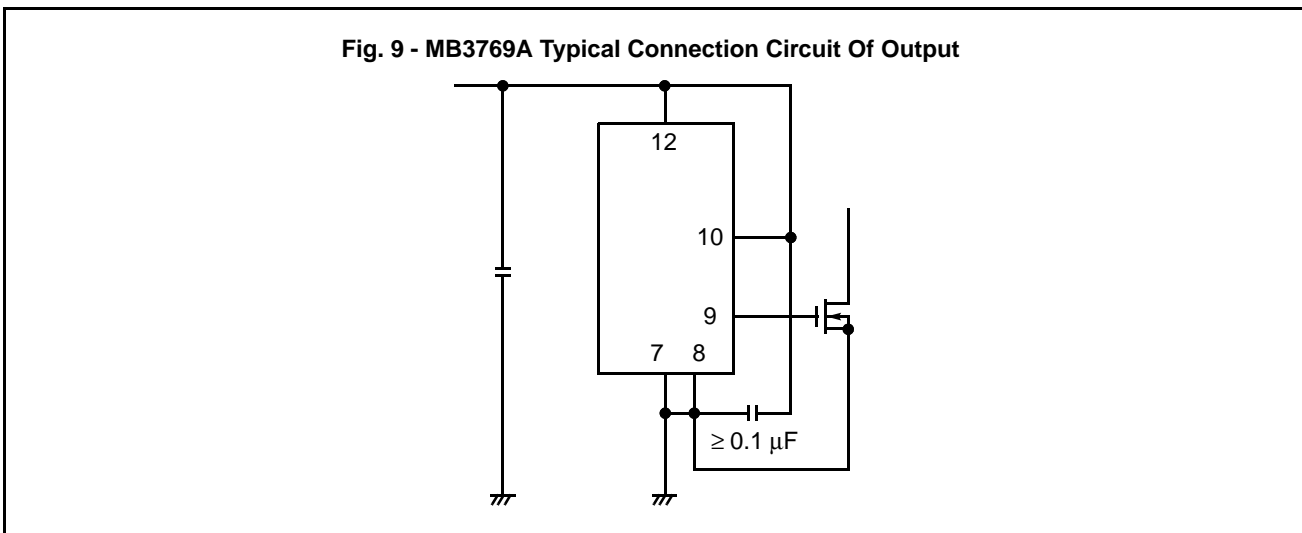 Fig. 9 - MB3769A Typical Connection Circuit Of Output
12
10
9
7 8
≥ 0.1 μF